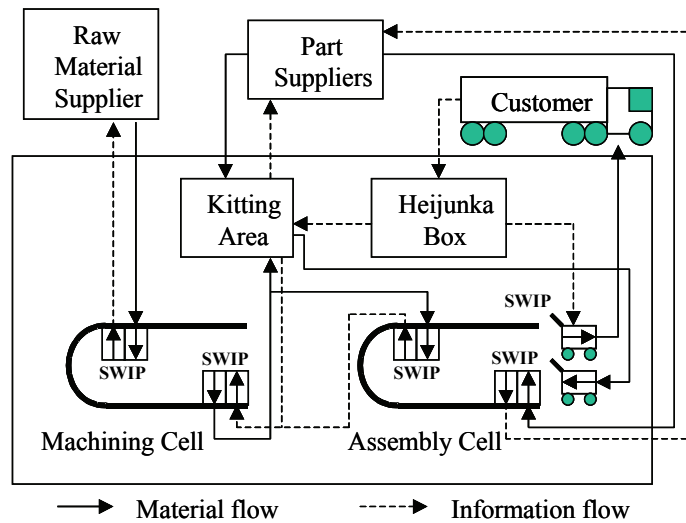 Raw
Material
Supplier
Part
Suppliers
Customer
Kitting
Area
Heijunka
Box
SWIP
SWIP
SWIP
SWIP
SWIP
Machining Cell
Assembly Cell
Material flow
Information flow